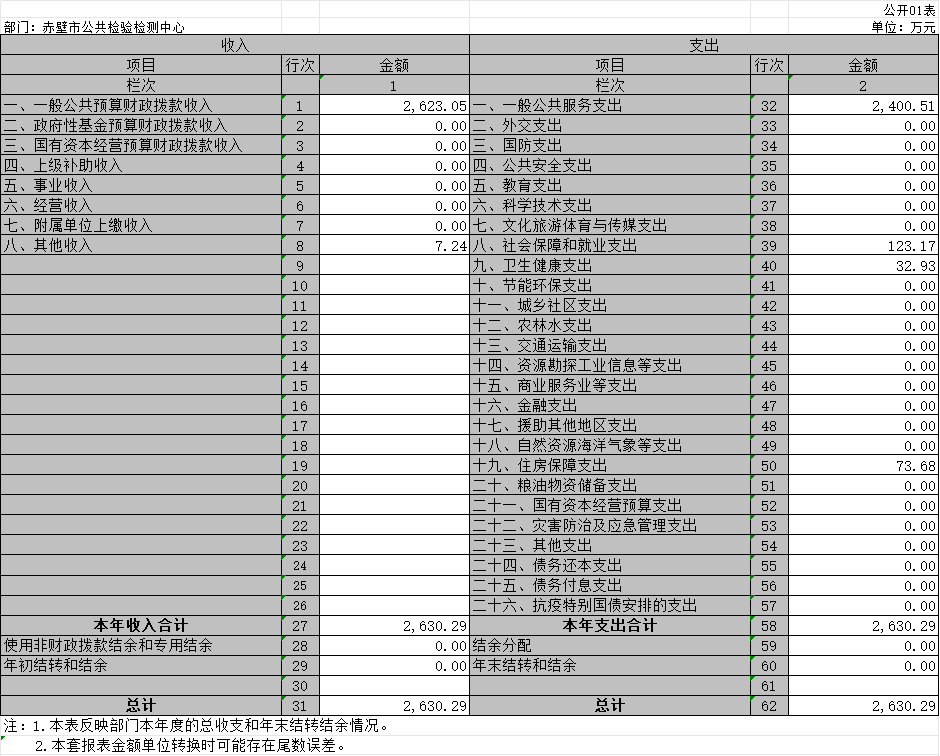 公开01表
部门：赤壁市公共检验检测中心 单位：万元
收入 支出
项目 行次 金额 项目 行次 金额
栏次 1 栏次 2
一、一般公共预算财政拨款收入 1 2,623.05 一、一般公共服务支出 32 2,400.51
二、政府性基金预算财政拨款收入 2 0.00 二、外交支出 33 0.00
三、国有资本经营预算财政拨款收入 3 0.00 三、国防支出 34 0.00
四、上级补助收入 4 0.00 四、公共安全支出 35 0.00
五、事业收入 5 0.00 五、教育支出 36 0.00
六、经营收入 6 0.00 六、科学技术支出 37 0.00
七、附属单位上缴收入 7 0.00 七、文化旅游体育与传媒支出 38 0.00
八、其他收入 8 7.24 八、社会保障和就业支出 39 123.17
9 九、卫生健康支出 40 32.93
10 十、节能环保支出 41 0.00
11 十一、城乡社区支出 42 0.00
12 十二、农林水支出 43 0.00
13 十三、交通运输支出 44 0.00
14 十四、资源勘探工业信息等支出 45 0.00
15 十五、商业服务业等支出 46 0.00
16 十六、金融支出 47 0.00
17 十七、援助其他地区支出 48 0.00
18 十八、自然资源海洋气象等支出 49 0.00
19 十九、住房保障支出 50 73.68
20 二十、粮油物资储备支出 51 0.00
21 二十一、国有资本经营预算支出 52 0.00
22 二十二、灾害防治及应急管理支出 53 0.00
23 二十三、其他支出 54 0.00
24 二十四、债务还本支出 55 0.00
25 二十五、债务付息支出 56 0.00
26 二十六、抗疫特别国债安排的支出 57 0.00
本年收入合计 27 2,630.29 本年支出合计 58 2,630.29
使用非财政拨款结余和专用结余 28 0.00 结余分配 59 0.00
年初结转和结余 29 0.00 年末结转和结余 60 0.00
30 61
总计 31 2,630.29 总计 62 2,630.29
注：1.本表反映部门本年度的总收支和年末结转结余情况。
2.本套报表金额单位转换时可能存在尾数误差。